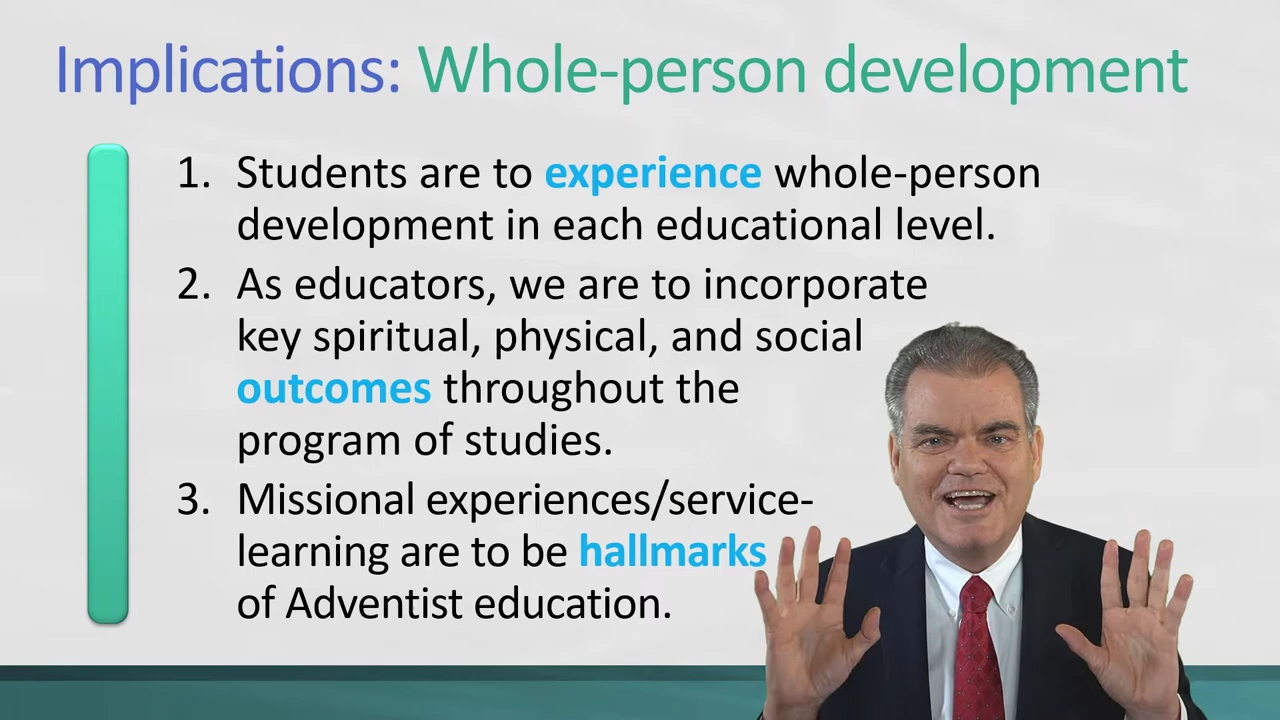 Implications: Whole-person development
1. Students are to experience whole-person
development in each educational level.
2. As educators, we are to incorporate
key spiritual, physical, and social
outcomes throughout the
program of studies.
3. Missional experiences/service-
learning are to be hallmarks
of Adventist education.